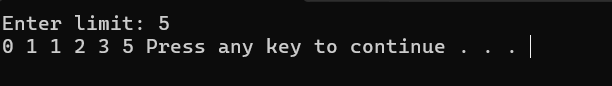 Enter limit: 5
0 1 1 2 3 5 Press any key to continue . . .